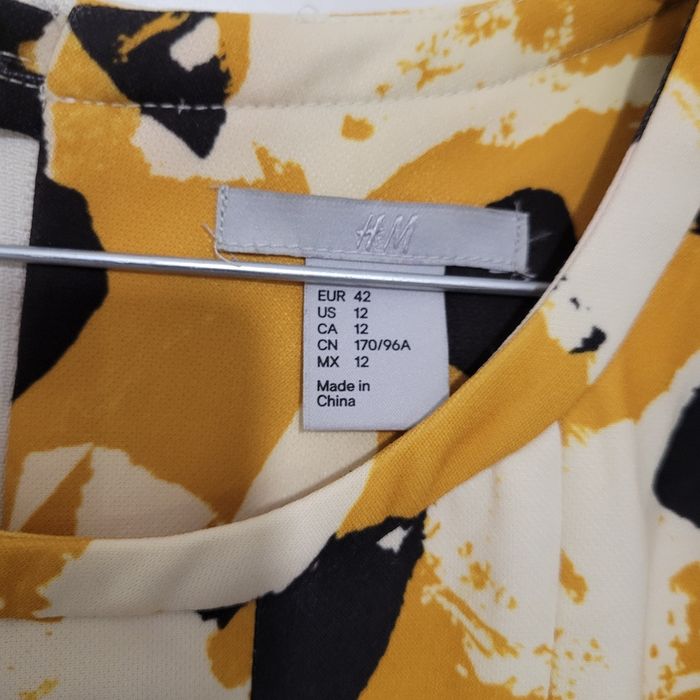 H&M
EUR 42
US 12
CA 12
CN 170/96A
MX 12
Made in
China